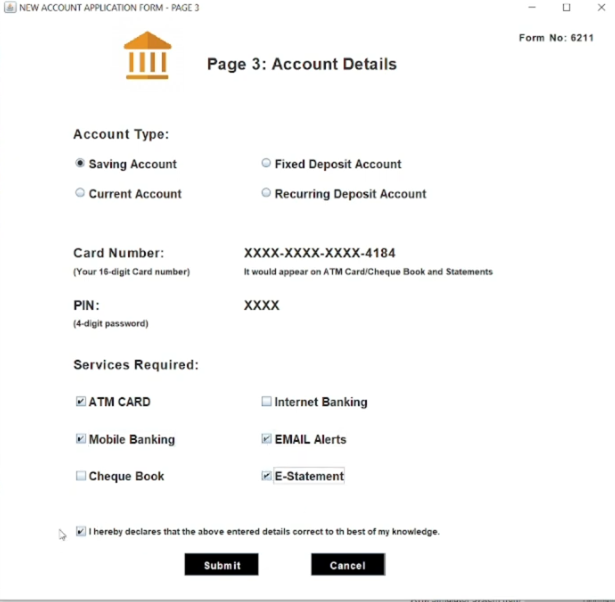 NEW ACCOUNT APPLICATION FORM - PAGE 3
Form No: 6211
Page 3: Account Details
Account Type:
Saving Account Fixed Deposit Account
Current Account Recurring Deposit Account
Card Number: XXXX-XXXX-XXXX-4184
(Your 16-digit Card number) It would appear on ATM Card/Cheque Book and Statements
PIN: XXXX
(4-digit password)
Services Required:
ATM CARD Internet Banking
Mobile Banking EMAIL Alerts
Cheque Book E-Statement
I hereby declares that the above entered details correct to th best of my knowledge.
Submit Cancel